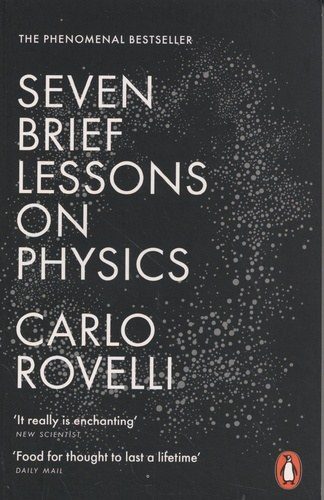 THE PHENOMENAL BESTSELLER
SEVEN
BRIEF
LESSONS
ON
PHYSICS
CARLO
ROVELLI
'It really is enchanting'
NEW SCIENTIST
'Food for thought to last a lifetime'
DAILY MAIL